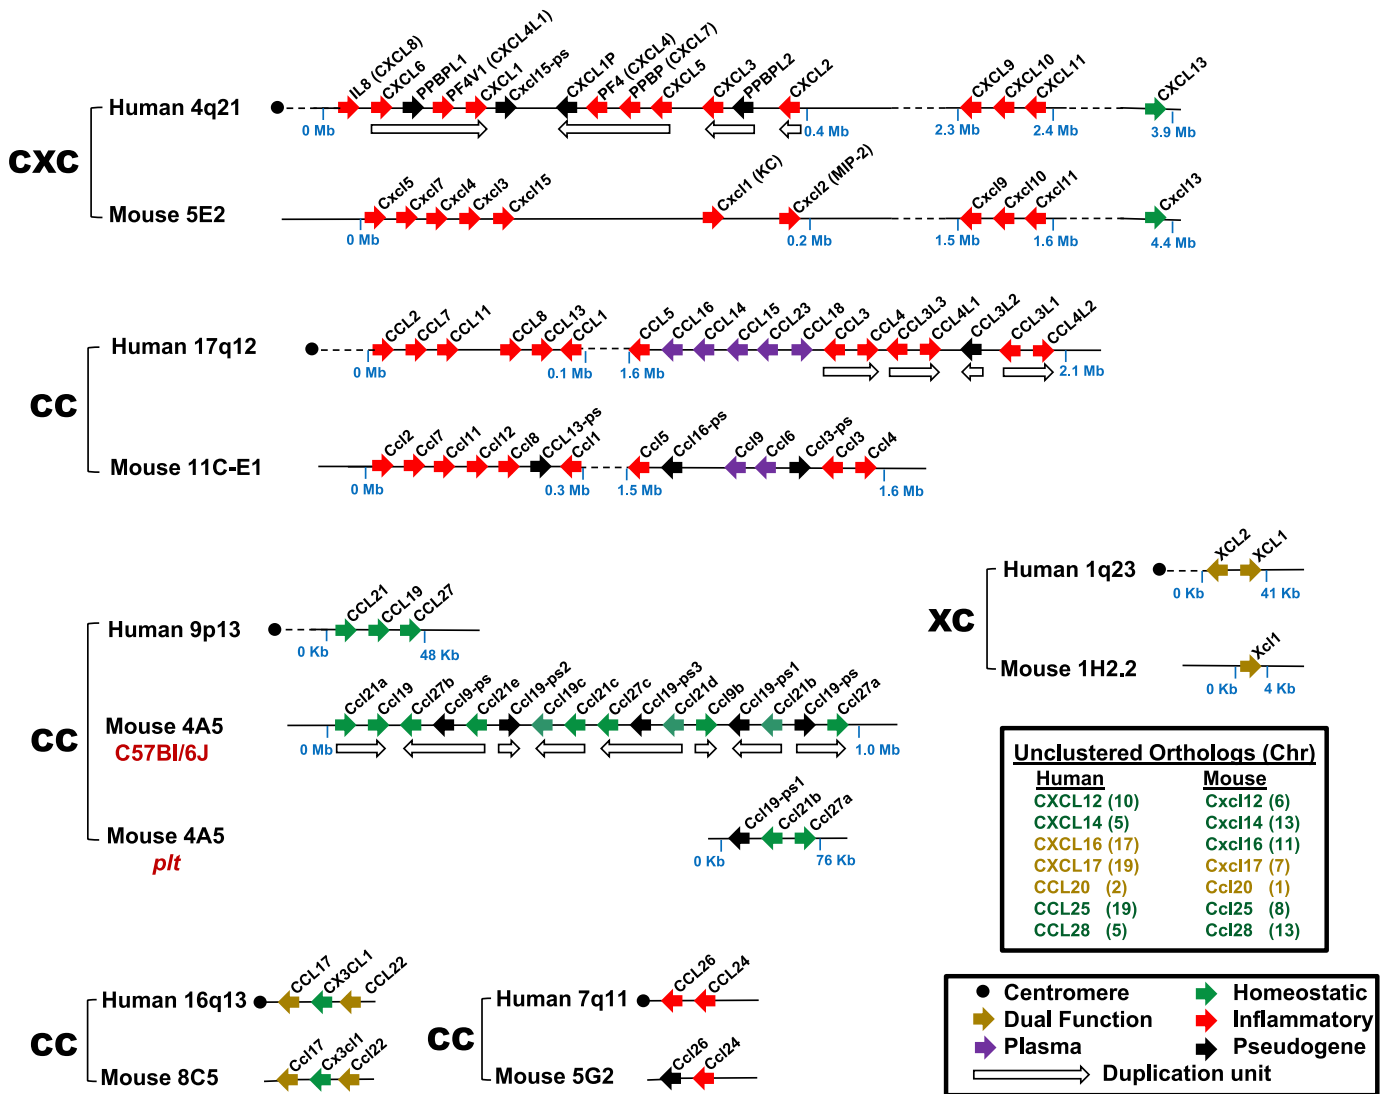 CXC
Human 4q21
IL8 (CXCL8)
CXCL6
PPBPL1
PF4V1 (CXCL4L1)
CXCL1
Cxcl15-ps
CXCL1P
PF4 (CXCL4)
PPBP (CXCL7)
CXCL5
CXCL3
PPBPL2
CXCL2
CXCL9
CXCL10
CXCL11
CXCL13
0 Mb
0.4 Mb
2.3 Mb
2.4 Mb
3.9 Mb
Mouse 5E2
Cxcl5
Cxcl7
Cxcl4
Cxcl3
Cxcl15
Cxcl1 (KC)
Cxcl2 (MIP-2)
Cxcl9
Cxcl10
Cxcl11
Cxcl13
0 Mb
0.2 Mb
1.5 Mb
1.6 Mb
4.4 Mb
CC
Human 17q12
CCL2
CCL7
CCL11
CCL8
CCL13
CCL1
CCL5
CCL16
CCL14
CCL15
CCL23
CCL18
CCL3
CCL4
CCL3L3
CCL4L1
CCL3L2
CCL3L1
CCL4L2
0 Mb
0.1 Mb
1.6 Mb
2.1 Mb
Mouse 11C-E1
Ccl2
Ccl7
Ccl11
Ccl12
Ccl8
CCL13-ps
Ccl1
Ccl5
Ccl16-ps
Ccl9
Ccl6
Ccl3-ps
Ccl3
Ccl4
0 Mb
0.3 Mb
1.5 Mb
1.6 Mb
CC
Human 9p13
CCL21
CCL19
CCL27
0 Kb
48 Kb
Mouse 4A5
C57Bl/6J
Ccl21a
Ccl19
Ccl27b
Ccl9-ps
Ccl21e
Ccl19-ps2
Ccl19c
Ccl21c
Ccl27c
Ccl19-ps3
Ccl21d
Ccl9b
Ccl19-ps1
Ccl21b
Ccl19-ps
Ccl27a
0 Mb
1.0 Mb
Mouse 4A5
plt
Ccl19-ps1
Ccl21b
Ccl27a
0 Kb
76 Kb
XC
Human 1q23
XCL2
XCL1
0 Kb
41 Kb
Mouse 1H2.2
Xcl1
0 Kb
4 Kb
Unclustered Orthologs (Chr)
Human Mouse
CXCL12 (10) Cxcl12 (6)
CXCL14 (5) Cxcl14 (13)
CXCL16 (17) Cxcl16 (11)
CXCL17 (19) Cxcl17 (7)
CCL20 (2) Ccl20 (1)
CCL25 (19) Ccl25 (8)
CCL28 (5) Ccl28 (13)
CC
Human 16q13
CCL17
CX3CL1
CCL22
Mouse 8C5
Ccl17
Cx3cl1
Ccl22
CC
Human 7q11
CCL26
CCL24
Mouse 5G2
Ccl26
Ccl24
Centromere Homeostatic
Dual Function Inflammatory
Plasma Pseudogene
Duplication unit